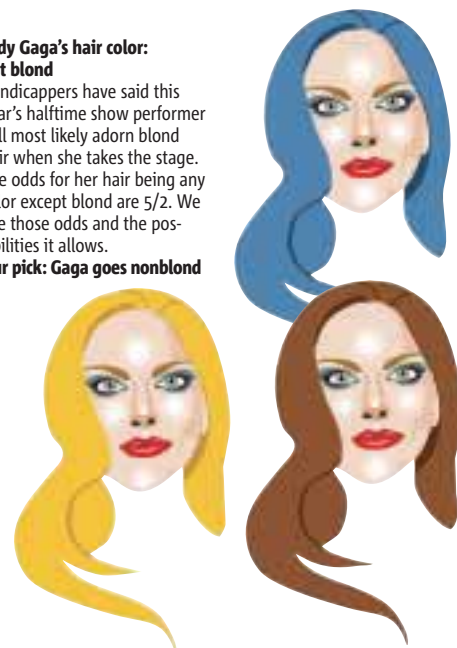 dy Gaga's hair color:
t blond
ndicappers have said this
ar's halftime show performer
ll most likely adorn blond
ir when she takes the stage.
e odds for her hair being any
lor except blond are 5/2. We
e those odds and the pos-
bilities it allows.
ur pick: Gaga goes nonblond